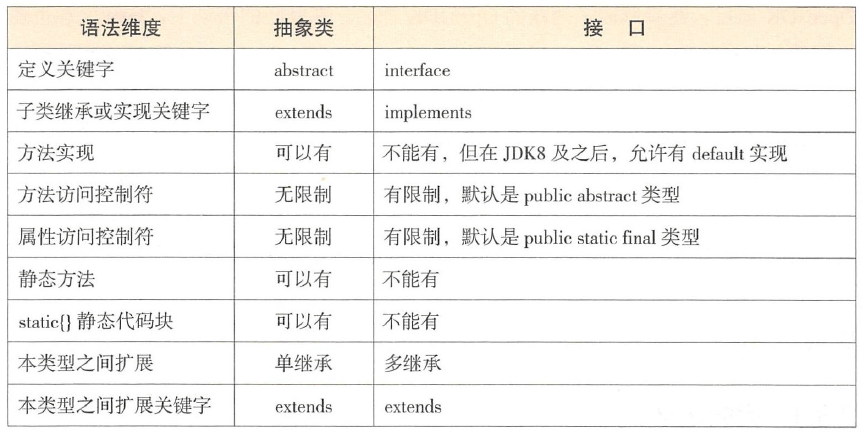 语法维度 抽象类 接 口
定义关键字 abstract interface
子类继承或实现关键字 extends implements
方法实现 可以有 不能有，但在 JDK8 及之后，允许有 default 实现
方法访问控制符 无限制 有限制，默认是 public abstract 类型
属性访问控制符 无限制 有限制，默认是 public static final 类型
静态方法 可以有 不能有
static{} 静态代码块 可以有 不能有
本类型之间扩展 单继承 多继承
本类型之间扩展关键字 extends extends